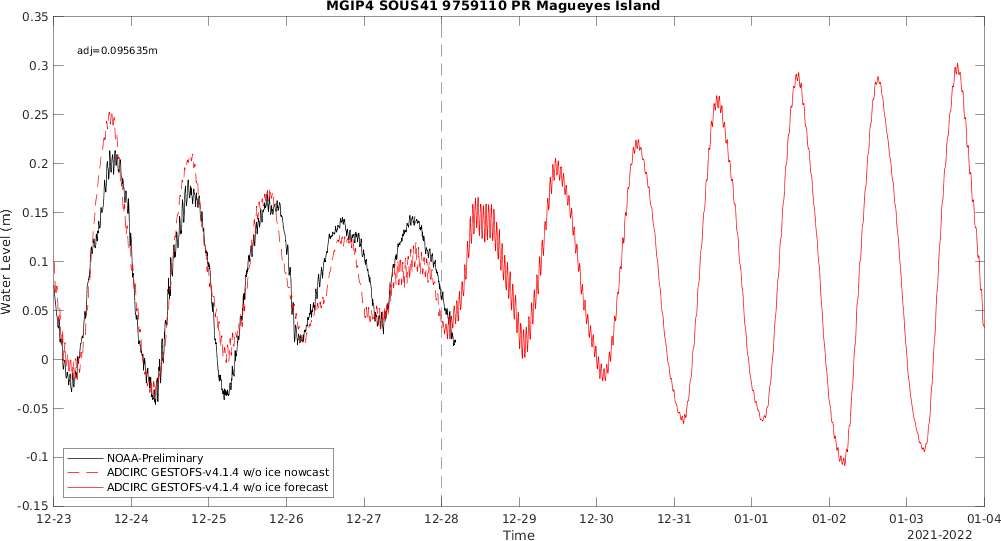 MGIP4 SOUS41 9759110 PR Magueyes Island
adj=0.095635m
0.35
0.3
0.25
0.2
0.15
0.1
0.05
0
-0.05
-0.1
-0.15
Water Level (m)
NOAA-Preliminary
ADCIRC GESTOFS-v4.1.4 w/o ice nowcast
ADCIRC GESTOFS-v4.1.4 w/o ice forecast
12-23 12-24 12-25 12-26 12-27 12-28 12-29 12-30 12-31 01-01 01-02 01-03 01-04
Time
2021-2022